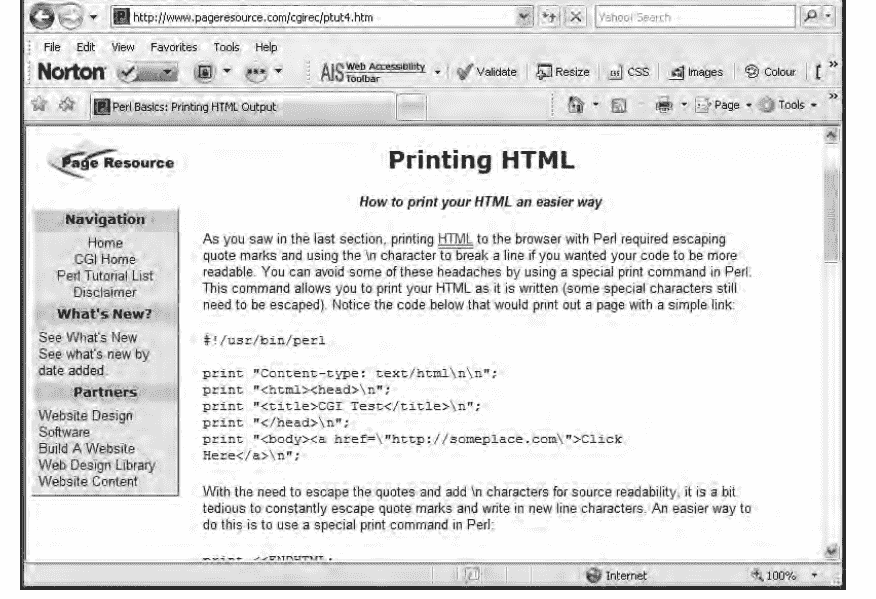 http://www.pageresource.com/cgirec/ptut4.htm
Yahoo! Search
File Edit View Favorites Tools Help
Norton
AIS Web Accessibility Toolbar
Validate
Resize
CSS
Images
Colour
Perl Basics: Printing HTML Output
Page
Tools
Page Resource
Navigation
Home
CGI Home
Perl Tutorial List
Disclaimer
What's New?
See What's New
See what's new by
date added.
Partners
Website Design
Software
Build A Website
Web Design Library
Website Content
Printing HTML
How to print your HTML an easier way
As you saw in the last section, printing HTML to the browser with Perl required escaping
quote marks and using the \n character to break a line if you wanted your code to be more
readable. You can avoid some of these headaches by using a special print command in Perl.
This command allows you to print your HTML as it is written (some special characters still
need to be escaped). Notice the code below that would print out a page with a simple link:
#!/usr/bin/perl
print "Content-type: text/html\n\n";
print "<html><head>\n";
print "<title>CGI Test</title>\n";
print "</head>\n";
print "<body><a href=\"http://someplace.com\">Click
Here</a>\n";
With the need to escape the quotes and add \n characters for source readability, it is a bit
tedious to constantly escape quote marks and write in new line characters. An easier way to
do this is to use a special print command in Perl:
print <<ENDHTML;
Internet
100%